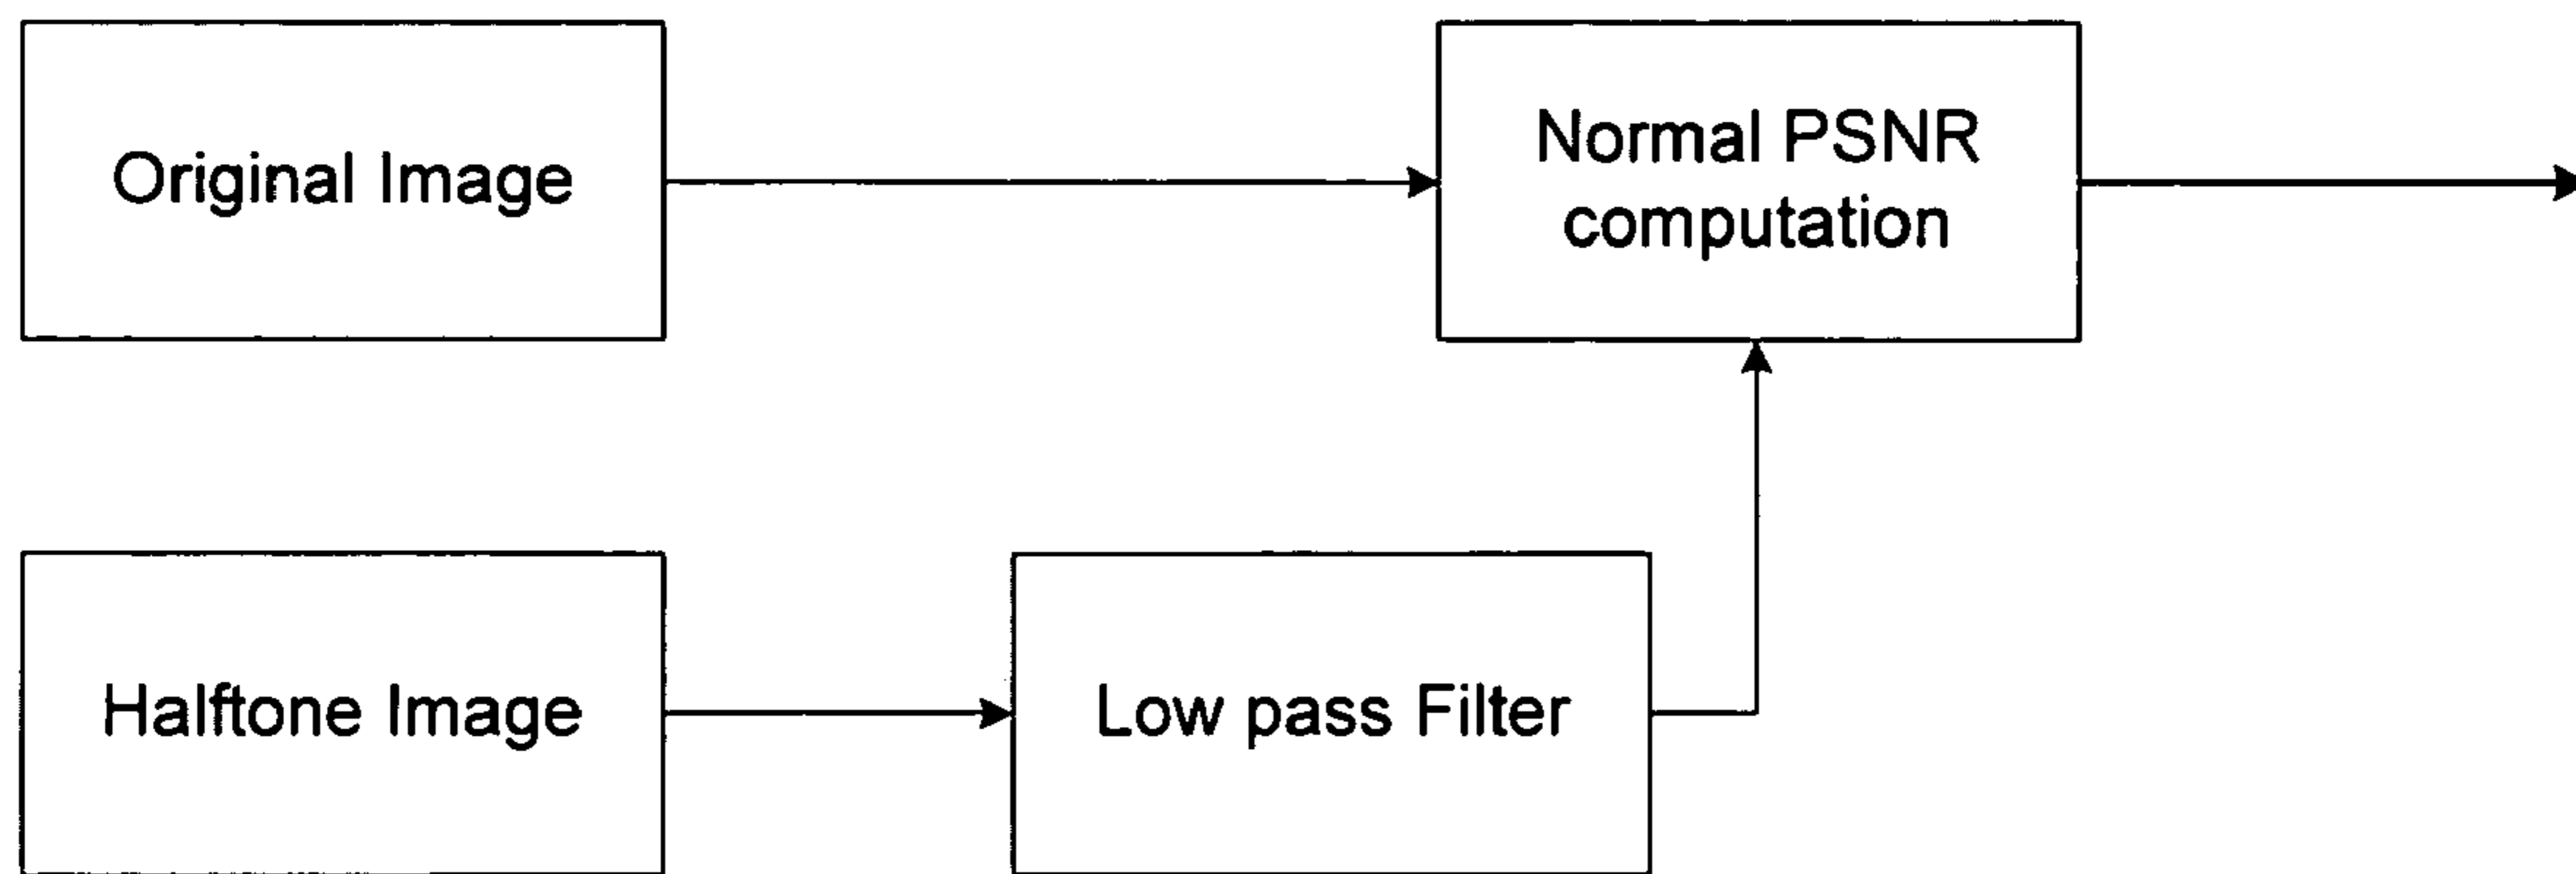 Original Image
Normal PSNR
computation
Halftone Image
Low pass Filter